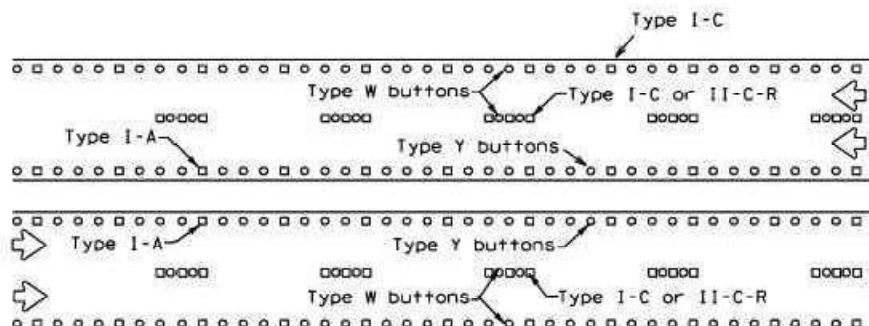 Type I-C
Type W buttons
Type I-C or II-C-R
Type I-A
Type Y buttons
Type I-A
Type Y buttons
Type W buttons
Type I-C or II-C-R